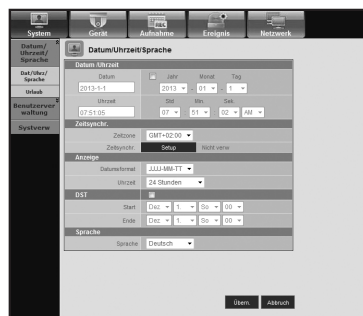 System Gerät Aufnahme Ereignis Netzwerk
REC
Datum/
Uhrzeit/
Sprache
Dat/Uhrz/
Sprache
Urlaub
Benutzerver
waltung
Systverw
Datum/Uhrzeit/Sprache
Datum /Uhrzeit
Datum Jahr Monat Tag
2013-1-1 2013 - 01 - 1
Uhrzeit Std Min. Sek.
07:51:05 07 : 51 : 02 AM
Zeitsynchr.
Zeitzone GMT+02:00
Zeitsynchr. Setup Nicht verw
Anzeige
Datumsformat JJJJ-MM-TT
Uhrzeit 24 Stunden
DST
Start Dez 1. So 00
Ende Dez 1. So 00
Sprache
Sprache Deutsch
Übern. Abbruch